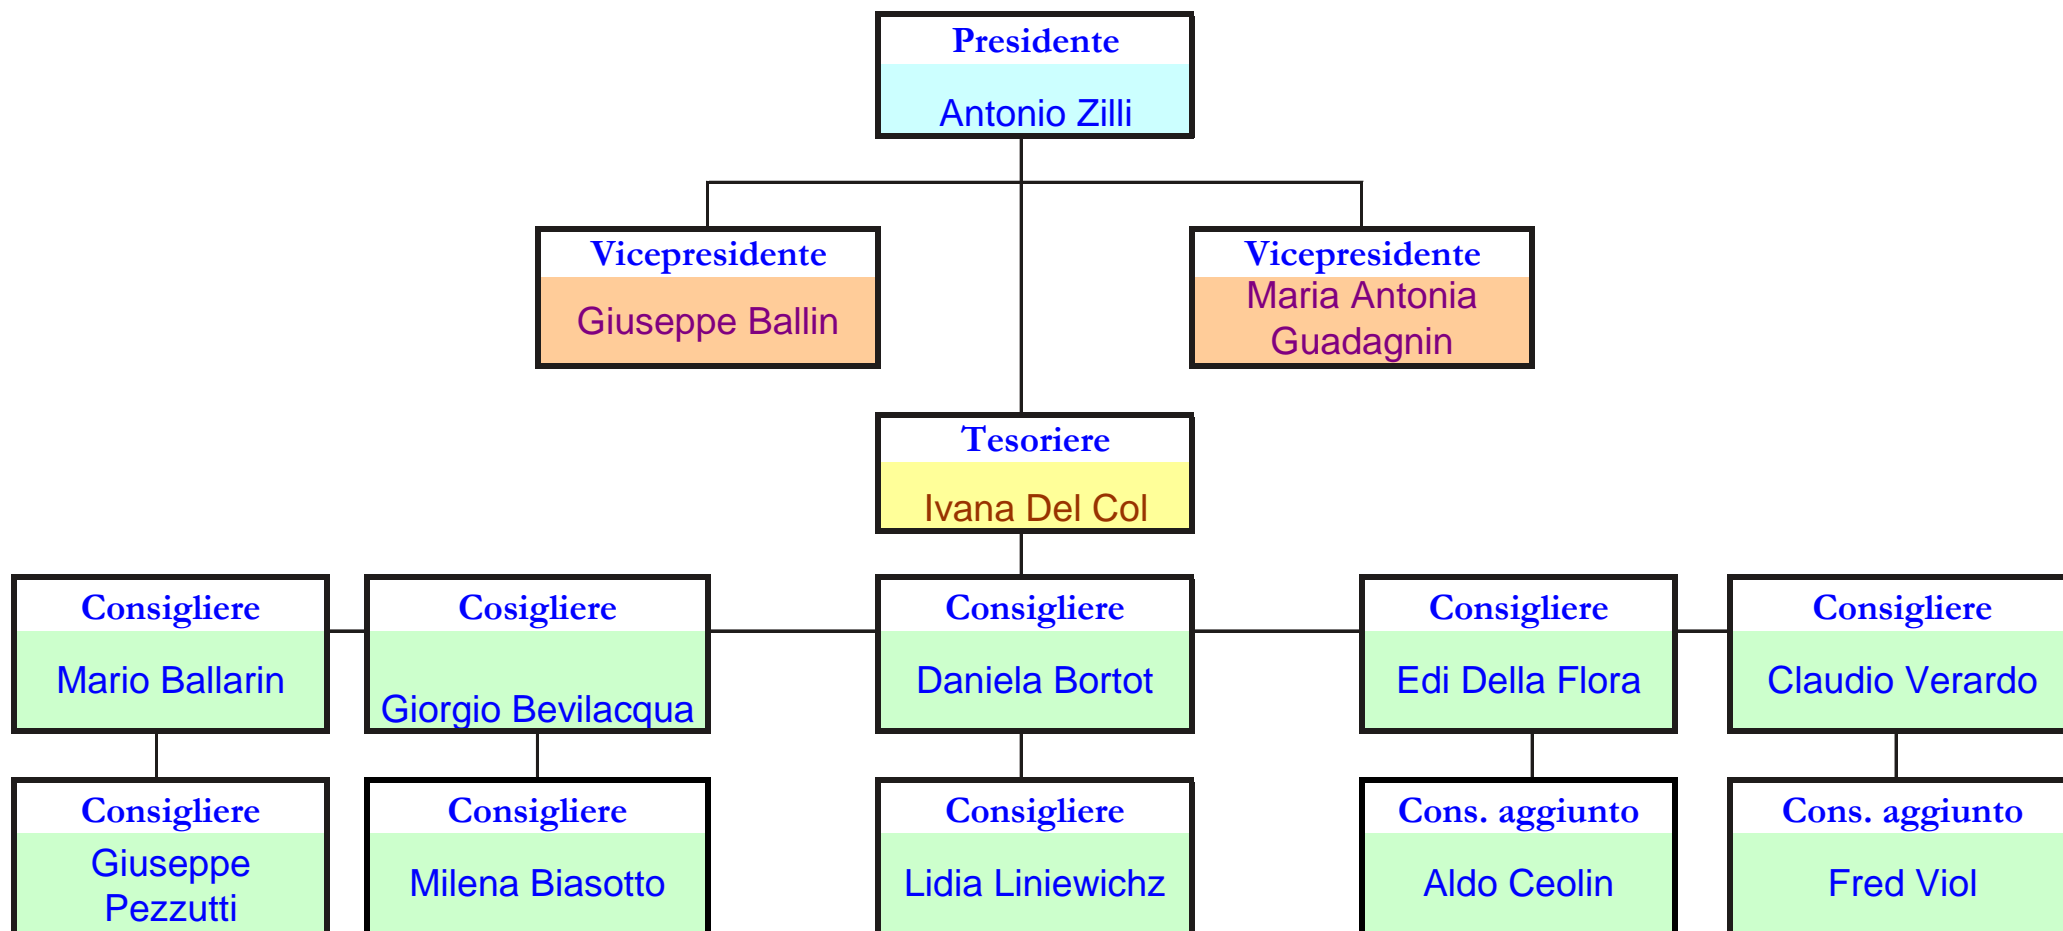 Presidente
Antonio Zilli
Vicepresidente
Giuseppe Ballin
Vicepresidente
Maria Antonia
Guadagnin
Tesoriere
Ivana Del Col
Consigliere
Mario Ballarin
Cosigliere
Giorgio Bevilacqua
Consigliere
Daniela Bortot
Consigliere
Edi Della Flora
Consigliere
Claudio Verardo
Consigliere
Giuseppe
Pezzutti
Consigliere
Milena Biasotto
Consigliere
Lidia Liniewichz
Cons. aggiunto
Aldo Ceolin
Cons. aggiunto
Fred Viol